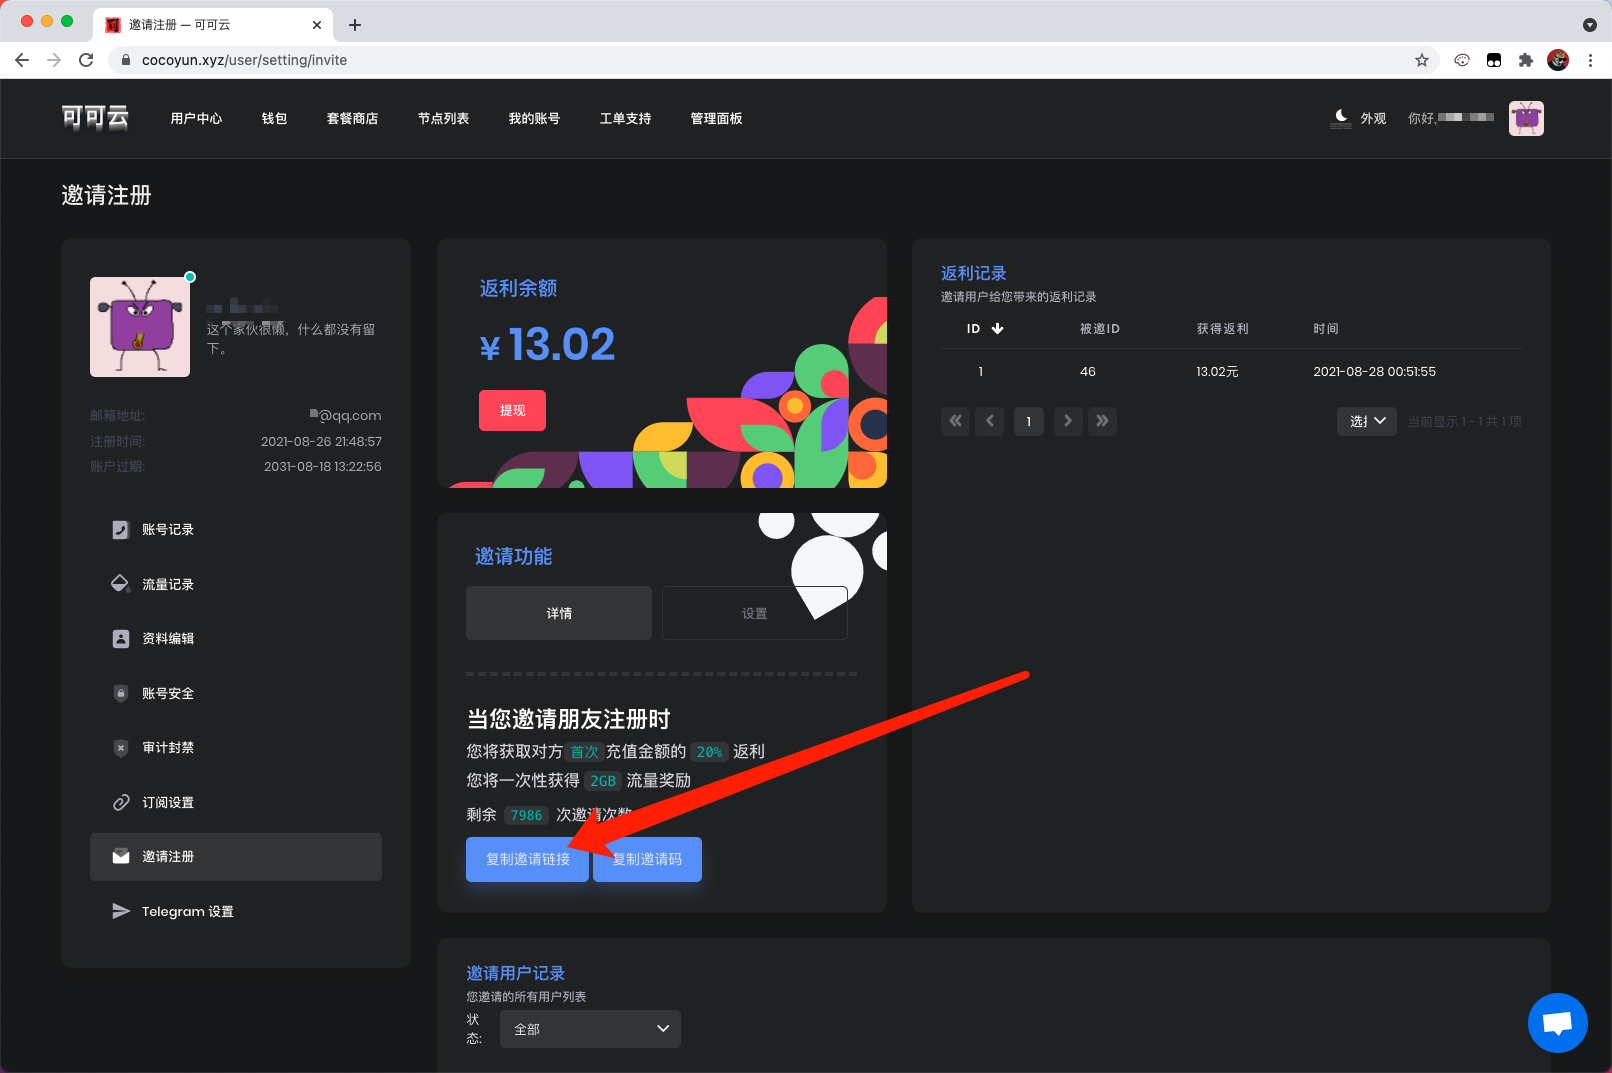 邀请注册 — 可可云
cocoyun.xyz/user/setting/invite
可可云
用户中心
钱包
套餐商店
节点列表
我的账号
工单支持
管理面板
外观
你好,
邀请注册
这个家伙很懒，什么都没有留
下。
邮箱地址:
@qq.com
注册时间:
2021-08-26 21:48:57
账户过期:
2031-08-18 13:22:56
账号记录
流量记录
资料编辑
账号安全
审计封禁
订阅设置
邀请注册
Telegram 设置
返利余额
¥ 13.02
提现
邀请功能
详情
设置
当您邀请朋友注册时
您将获取对方 首次 充值金额的 20% 返利
您将一次性获得 2GB 流量奖励
剩余 7986 次邀请次数
复制邀请链接
复制邀请码
返利记录
邀请用户给您带来的返利记录
ID 被邀ID 获得返利 时间
1 46 13.02元 2021-08-28 00:51:55
1
选择
当前显示 1 - 1 共 1 项
邀请用户记录
您邀请的所有用户列表
状
态:
全部